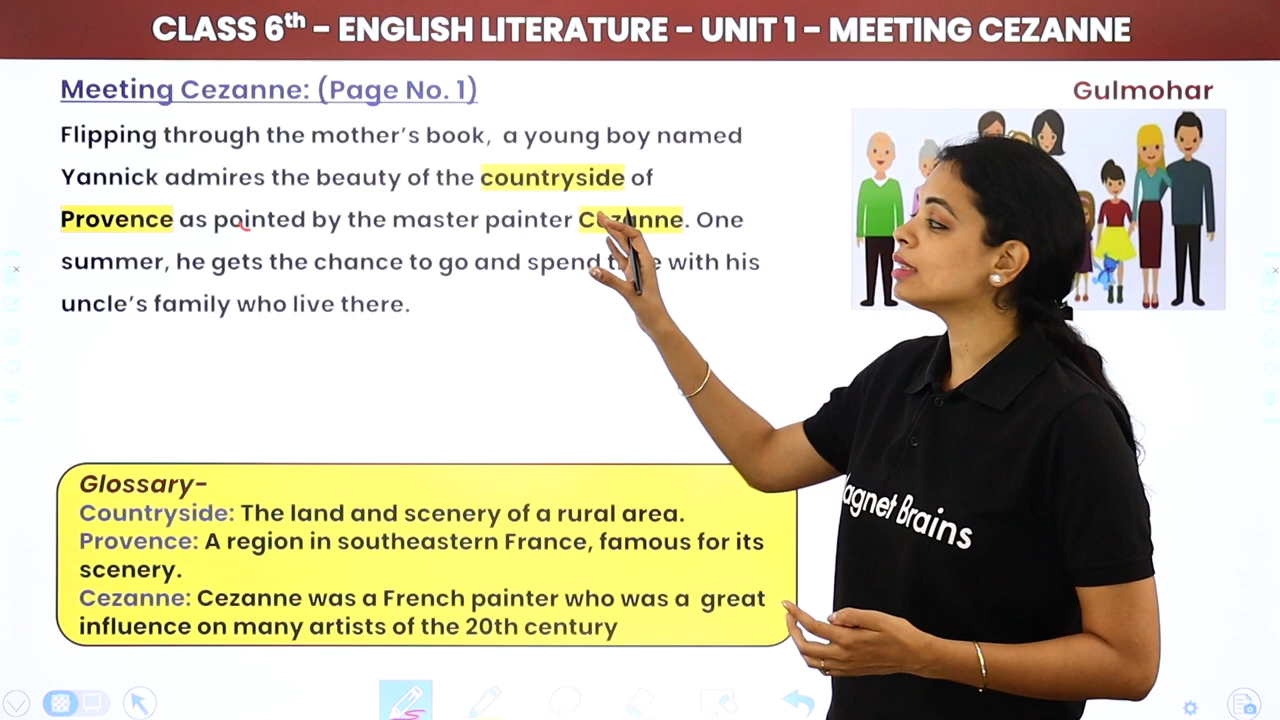 CLASS 6th – ENGLISH LITERATURE – UNIT 1 – MEETING CEZANNE
Meeting Cezanne: (Page No. 1)
Gulmohar
Flipping through the mother's book, a young boy named
Yannick admires the beauty of the countryside of
Provence as painted by the master painter Cezanne. One
summer, he gets the chance to go and spend with his
uncle's family who live there.
Glossary-
Countryside: The land and scenery of a rural area.
Provence: A region in southeastern France, famous for its
scenery.
Cezanne: Cezanne was a French painter who was a great
influence on many artists of the 20th century
agnet Brains